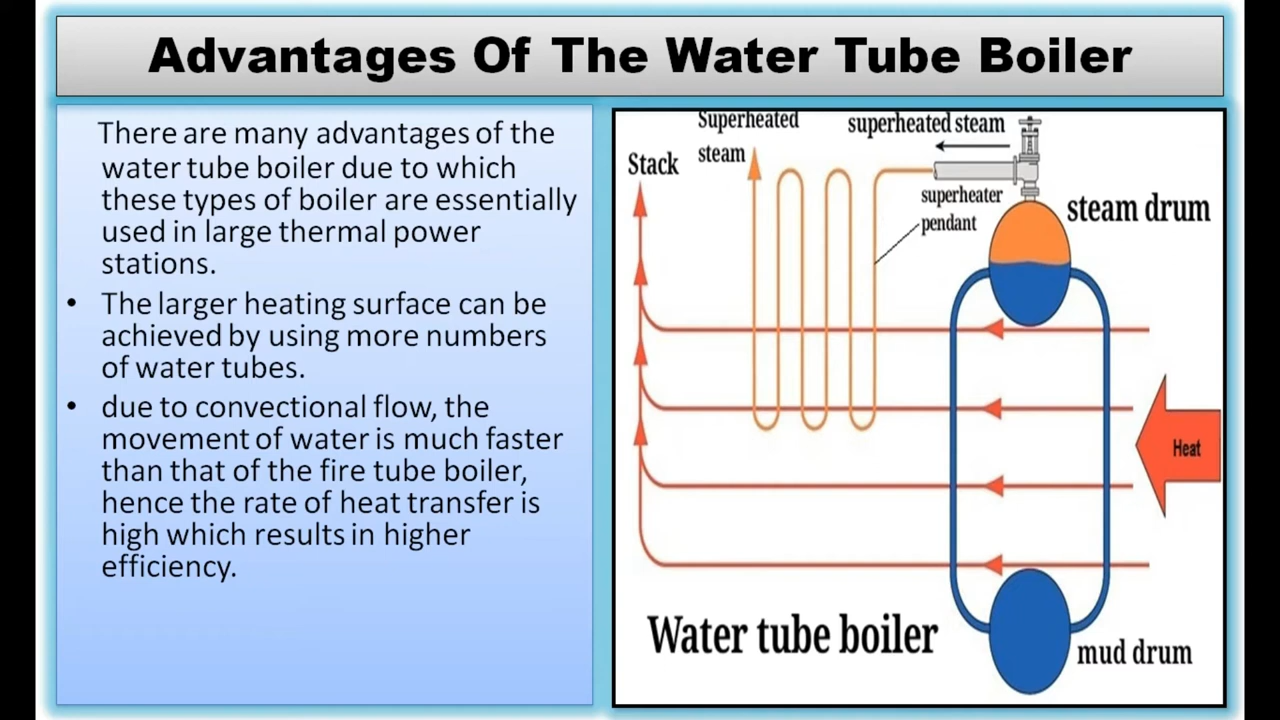 Advantages Of The Water Tube Boiler
There are many advantages of the
water tube boiler due to which
these types of boiler are essentially
used in large thermal power
stations.
• The larger heating surface can be
achieved by using more numbers
of water tubes.
• due to convectional flow, the
movement of water is much faster
than that of the fire tube boiler,
hence the rate of heat transfer is
high which results in higher
efficiency.
Superheated
steam
superheated steam
Stack
superheater
pendant
steam drum
Heat
Water tube boiler
mud drum